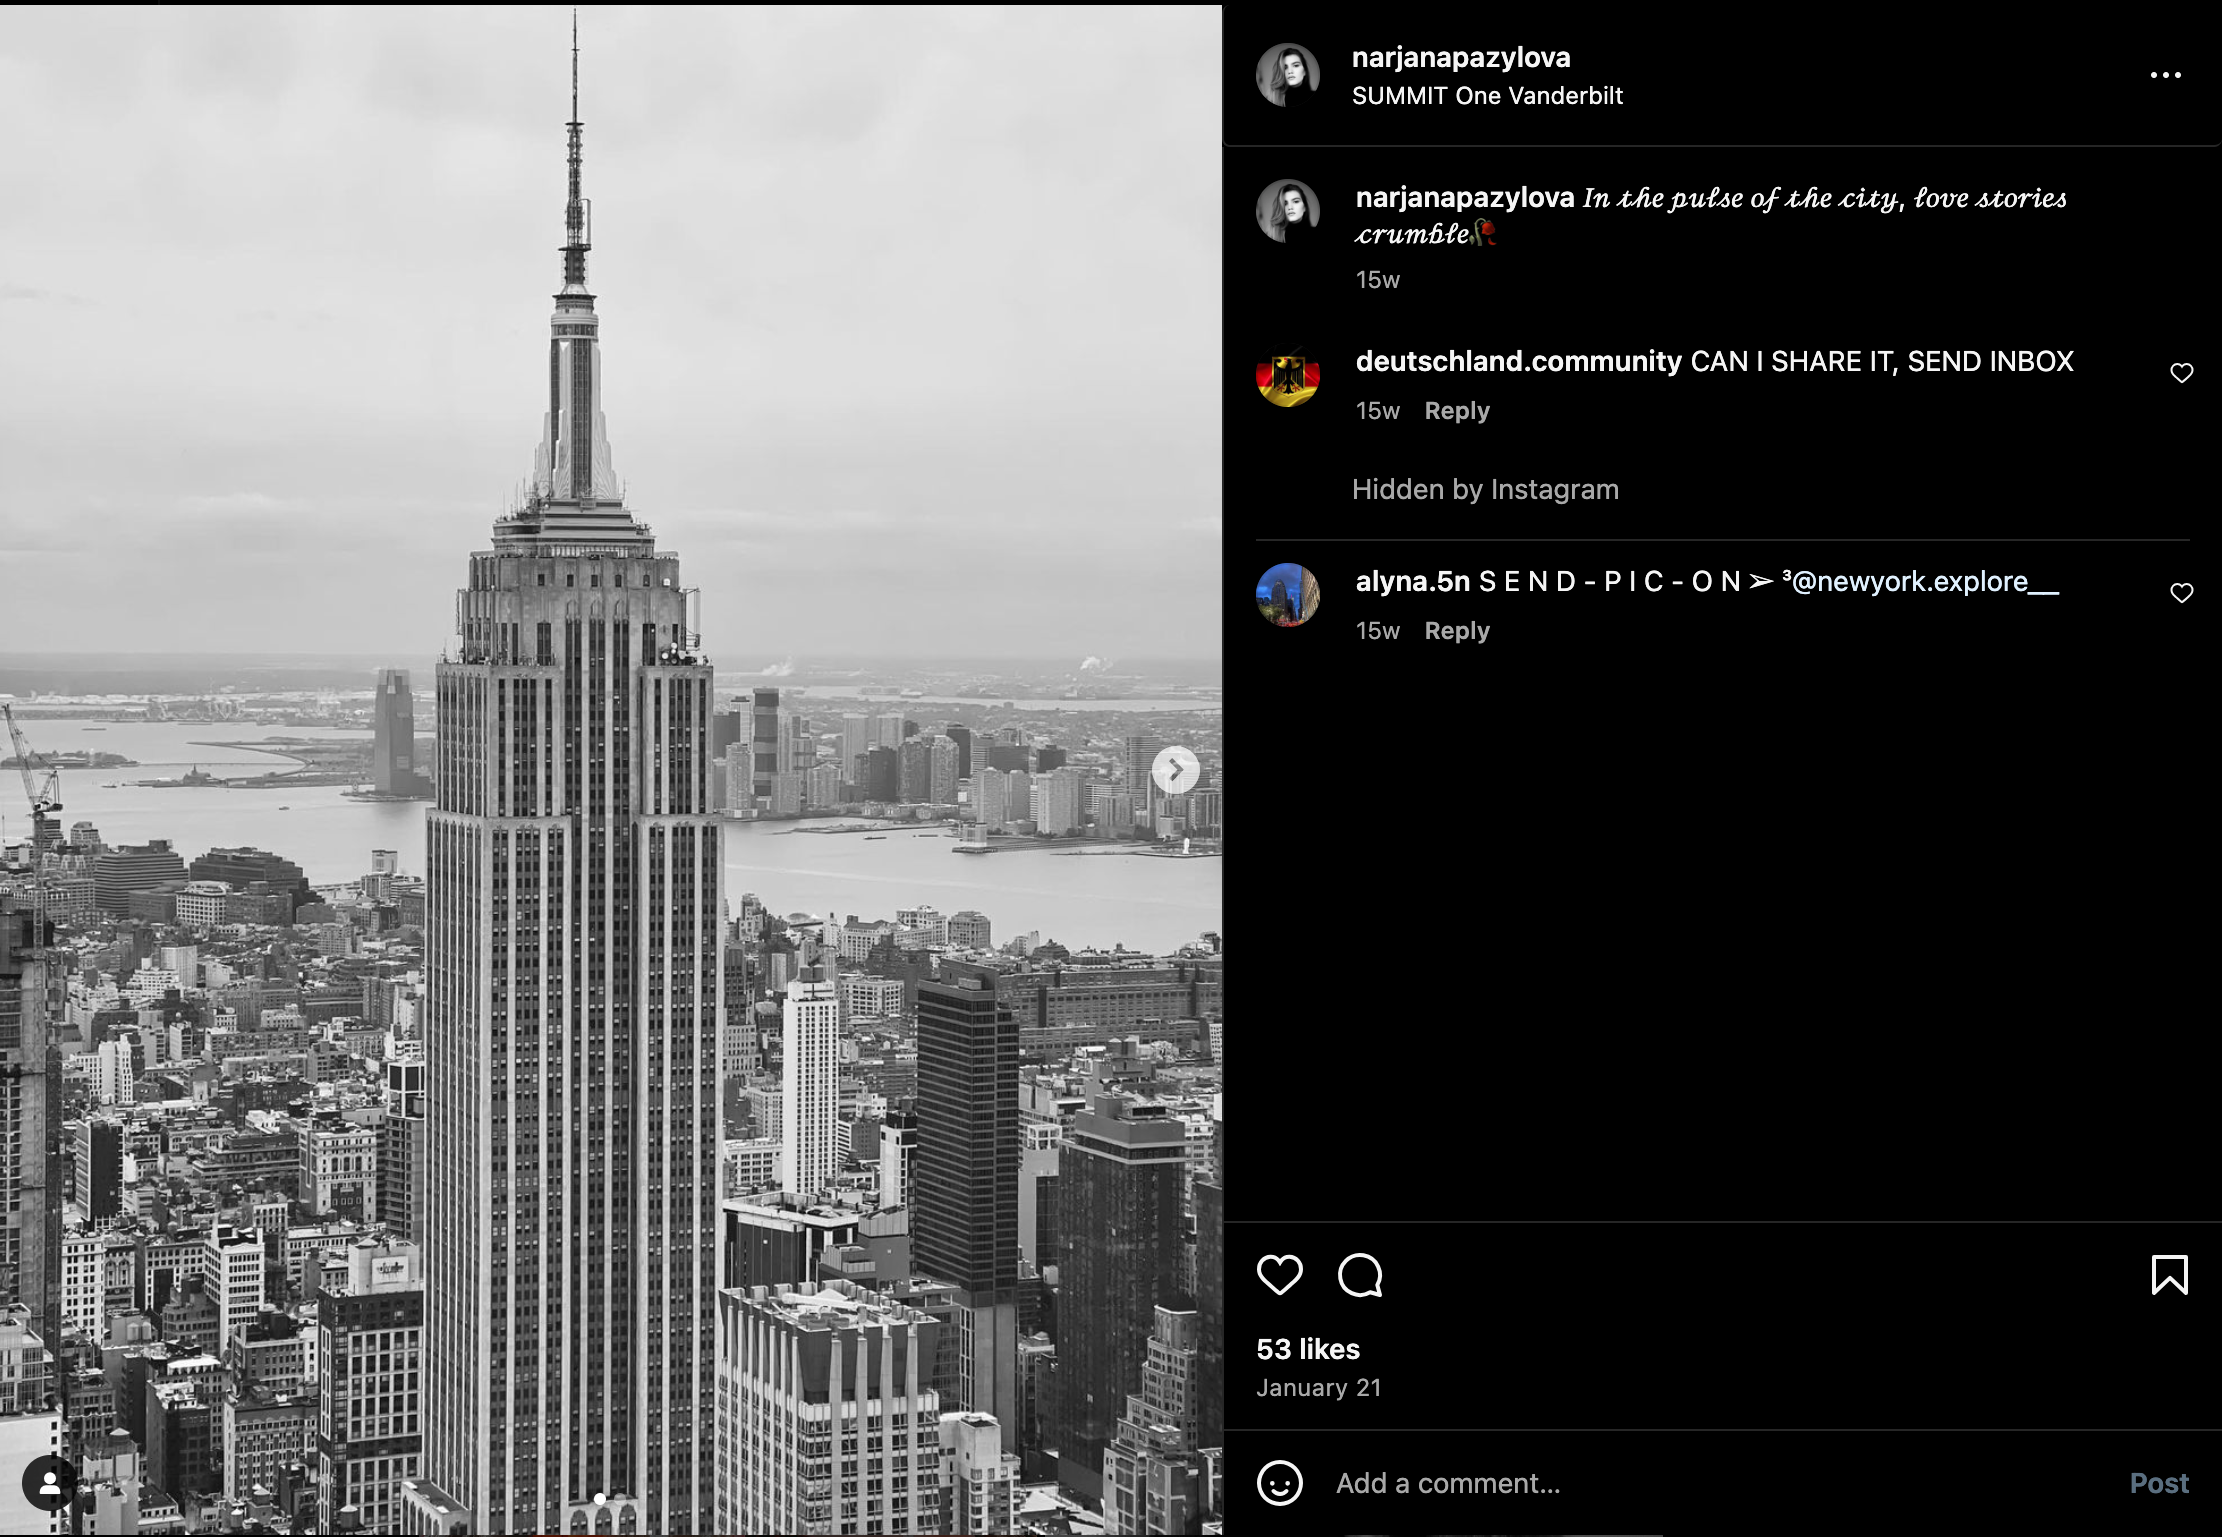 narjanapazylova
SUMMIT One Vanderbilt
narjanapazylova 𝐼𝓃 𝓉𝒽𝑒 𝓅𝓊𝓁𝓈𝑒 𝑜𝒻 𝓉𝒽𝑒 𝒸𝒾𝓉𝓎, 𝓁𝑜𝓋𝑒 𝓈𝓉𝑜𝓇𝒾𝑒𝓈
𝒸𝓇𝓊𝓂𝒷𝓁𝑒🥀
15w
deutschland.community CAN I SHARE IT, SEND INBOX
15w Reply
Hidden by Instagram
alyna.5n S E N D - P I C - O N ➢ ³@newyork.explore__
15w Reply
53 likes
January 21
Add a comment...
Post